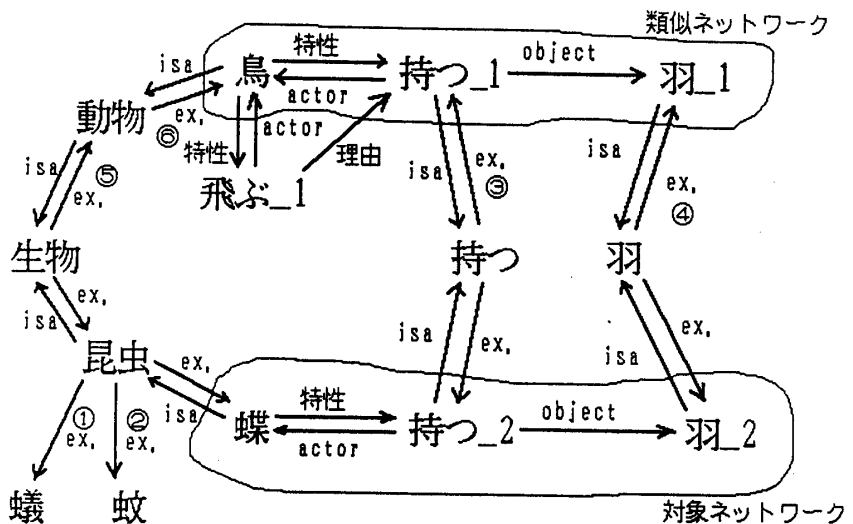 類似ネットワーク
isa 鳥 特性 持つ_1 object 羽_1
動物 ex. ⑥ actor
特性 actor 理由
isa ⑤ ex. 飛ぶ_1 isa ex. ③ isa ex. ④
生物 持つ 羽
isa ex.
昆虫 ex. isa ex. isa ex.
① ex. ② ex. isa 蝶 特性 actor 持つ_2 object 羽_2
蟻 蚊
対象ネットワーク